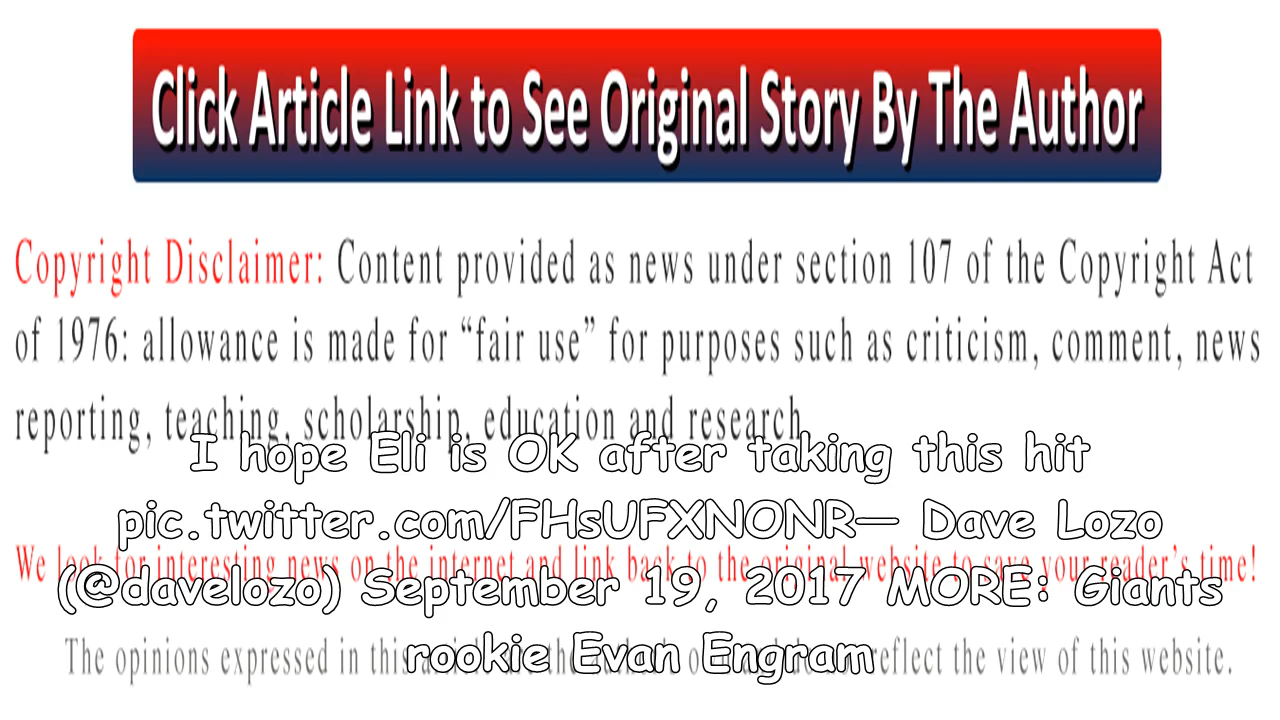 Click Article Link to See Original Story By The Author
Copyright Disclaimer: Content provided as news under section 107 of the Copyright Act
of 1976: allowance is made for “fair use” for purposes such as criticism, comment, news
reporting, teaching, scholarship, education and research
I hope Eli is OK after taking this hit
pic.twitter.com/FHsUFXNONR— Dave Lozo
We look for interesting news on the internet and link back to the original website to save your reader’s time!
(@davelozo) September 19, 2017 MORE: Giants
rookie Evan Engram
The opinions expressed in this article are the author's reflect the view of this website.